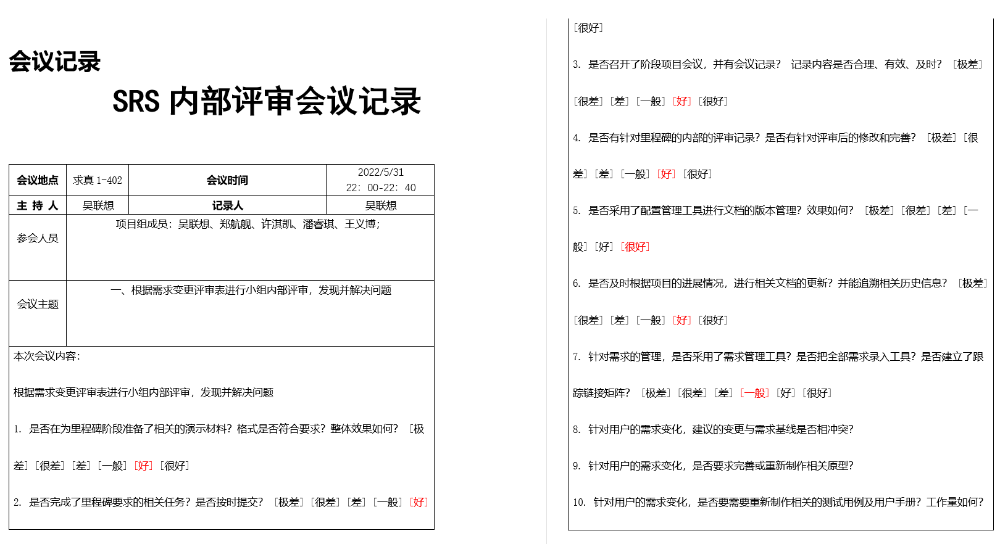 会议记录
SRS 内部评审会议记录
会议地点 求真 1-402 会议时间 2022/5/31
22：00-22：40
主 持 人 吴联想 记录人 吴联想
参会人员 项目组成员：吴联想、郑航舰、许淇凯、潘睿琪、王义博；
会议主题 一、根据需求变更评审表进行小组内部评审，发现并解决问题
本次会议内容：
根据需求变更评审表进行小组内部评审，发现并解决问题
1. 是否在为里程碑阶段准备了相关的演示材料？格式是否符合要求？整体效果如何？ [极
差] [很差] [差] [一般] [好] [很好]
2. 是否完成了里程碑要求的相关任务？是否按时提交？ [极差] [很差] [差] [一般] [好]
[很好]
3. 是否召开了阶段项目会议，并有会议记录？ 记录内容是否合理、有效、及时？ [极差]
[很差] [差] [一般] [好] [很好]
4. 是否有针对里程碑的内部的评审记录？是否有针对评审后的修改和完善？ [极差] [很
差] [差] [一般] [好] [很好]
5. 是否采用了配置管理工具进行文档的版本管理？效果如何？ [极差] [很差] [差] [一
般] [好] [很好]
6. 是否及时根据项目的进展情况，进行相关文档的更新？并能追溯相关历史信息？ [极差]
[很差] [差] [一般] [好] [很好]
7. 针对需求的管理，是否采用了需求管理工具？是否把全部需求录入工具？是否建立了跟
踪链接矩阵？ [极差] [很差] [差] [一般] [好] [很好]
8. 针对用户的需求变化，建议的变更与需求基线是否相冲突？
9. 针对用户的需求变化，是否要求完善或重新制作相关原型？
10. 针对用户的需求变化，是否要需要重新制作相关的测试用例及用户手册？工作量如何？